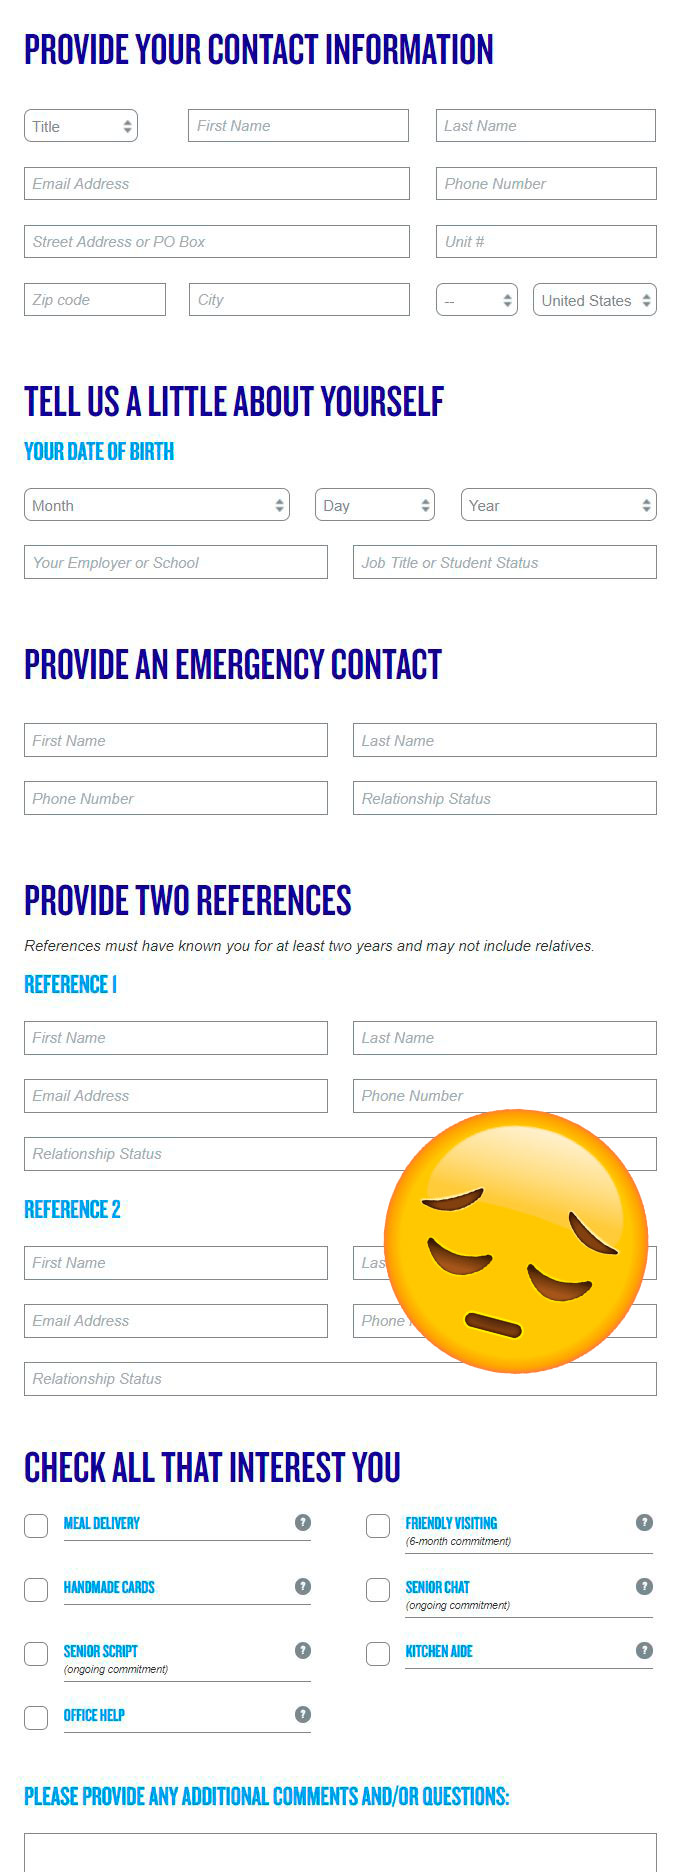 PROVIDE YOUR CONTACT INFORMATION
Title First Name Last Name
Email Address Phone Number
Street Address or PO Box Unit #
Zip code City -- United States
TELL US A LITTLE ABOUT YOURSELF
YOUR DATE OF BIRTH
Month Day Year
Your Employer or School Job Title or Student Status
PROVIDE AN EMERGENCY CONTACT
First Name Last Name
Phone Number Relationship Status
PROVIDE TWO REFERENCES
References must have known you for at least two years and may not include relatives.
REFERENCE 1
First Name Last Name
Email Address Phone Number
Relationship Status
REFERENCE 2
First Name Las
Email Address Phone
Relationship Status
CHECK ALL THAT INTEREST YOU
MEAL DELIVERY ? FRIENDLY VISITING ?
(6-month commitment)
HANDMADE CARDS ? SENIOR CHAT ?
(ongoing commitment)
SENIOR SCRIPT ? KITCHEN AIDE ?
(ongoing commitment)
OFFICE HELP ?
PLEASE PROVIDE ANY ADDITIONAL COMMENTS AND/OR QUESTIONS: